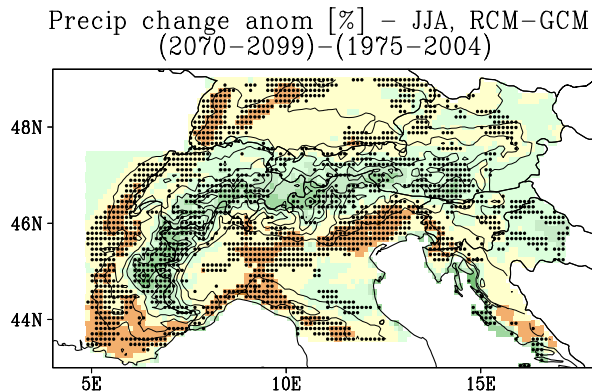 Precip change anom [%] – JJA, RCM–GCM
(2070–2099)–(1975–2004)
48N
46N
44N
5E
10E
15E